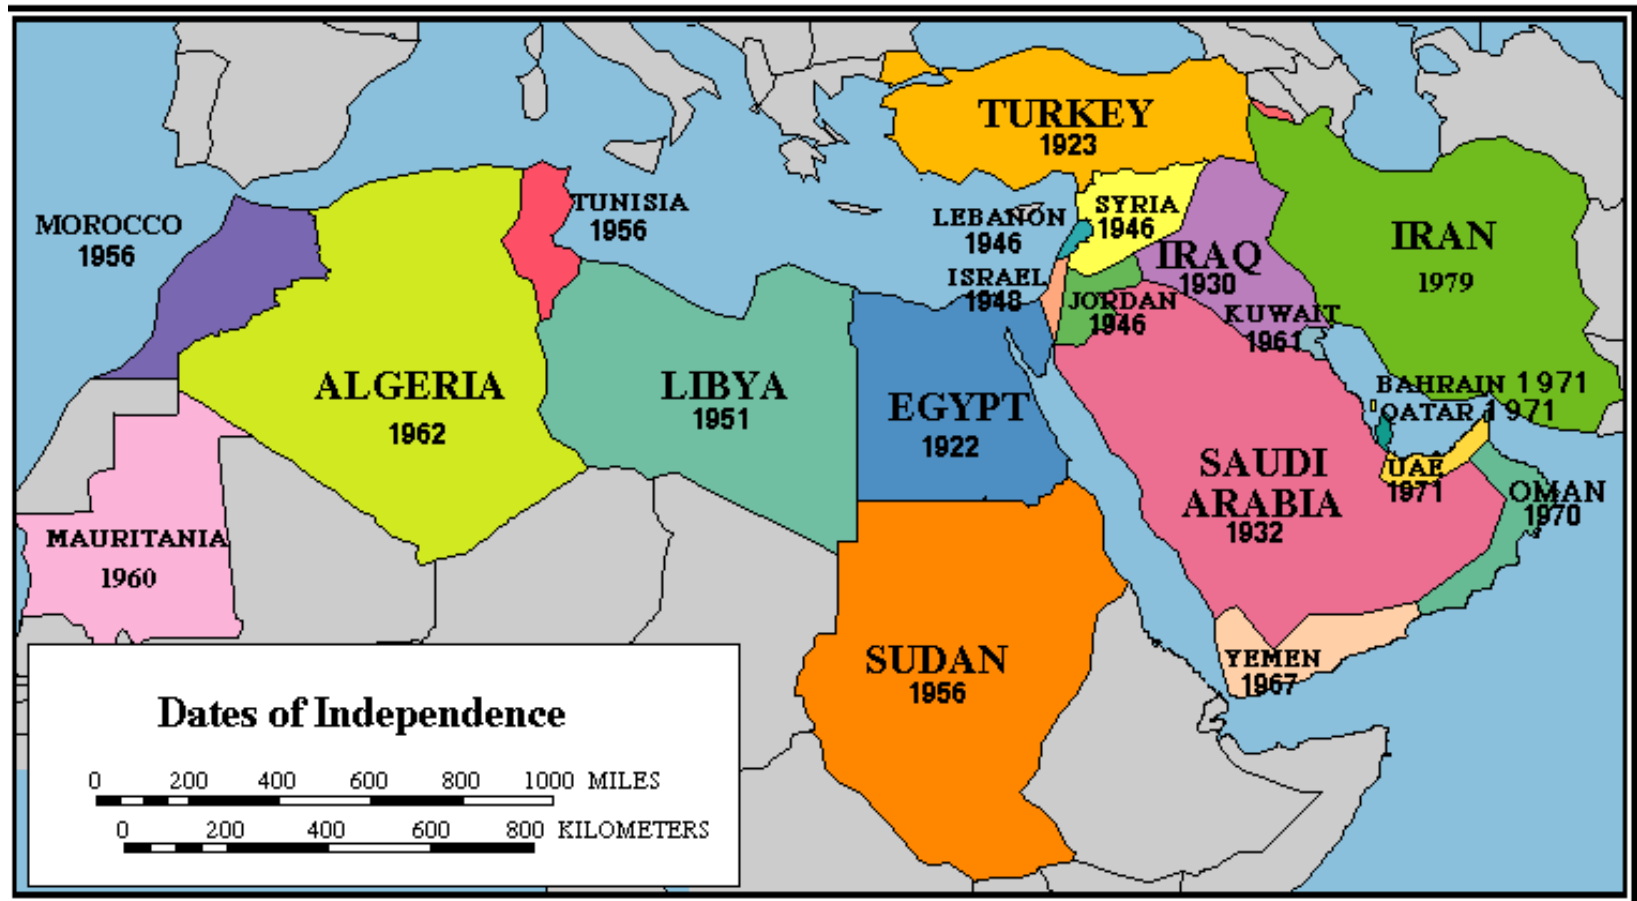 TURKEY
1923
MOROCCO
1956
TUNISIA
1956
LEBANON
1946
SYRIA
1946
IRAQ
1930
IRAN
1979
ISRAEL
1948
JORDAN
1946
KUWAIT
1961
ALGERIA
1962
LIBYA
1951
EGYPT
1922
BAHRAIN 1971
QATAR 1971
SAUDI
ARABIA
1932
UAE
1971
OMAN
1970
MAURITANIA
1960
SUDAN
1956
YEMEN
1967
Dates of Independence
0 200 400 600 800 1000 MILES
0 200 400 600 800 KILOMETERS